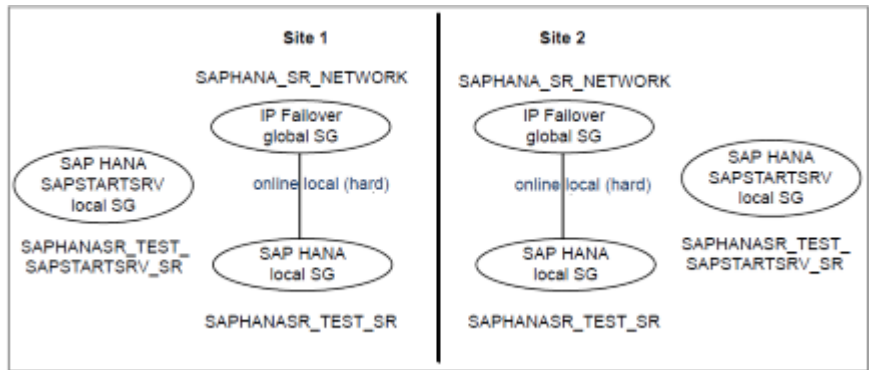 Site 1
SAPHANA_SR_NETWORK
IP Failover
global SG
SAP HANA
SAPSTARTSRV
local SG
online local (hard)
SAPHANASR_TEST_
SAPSTARTSRV_SR
SAP HANA
local SG
SAPHANASR_TEST_SR
Site 2
SAPHANA_SR_NETWORK
IP Failover
global SG
SAP HANA
SAPSTARTSRV
local SG
online local (hard)
SAPHANASR_TEST_
SAPSTARTSRV_SR
SAP HANA
local SG
SAPHANASR_TEST_SR